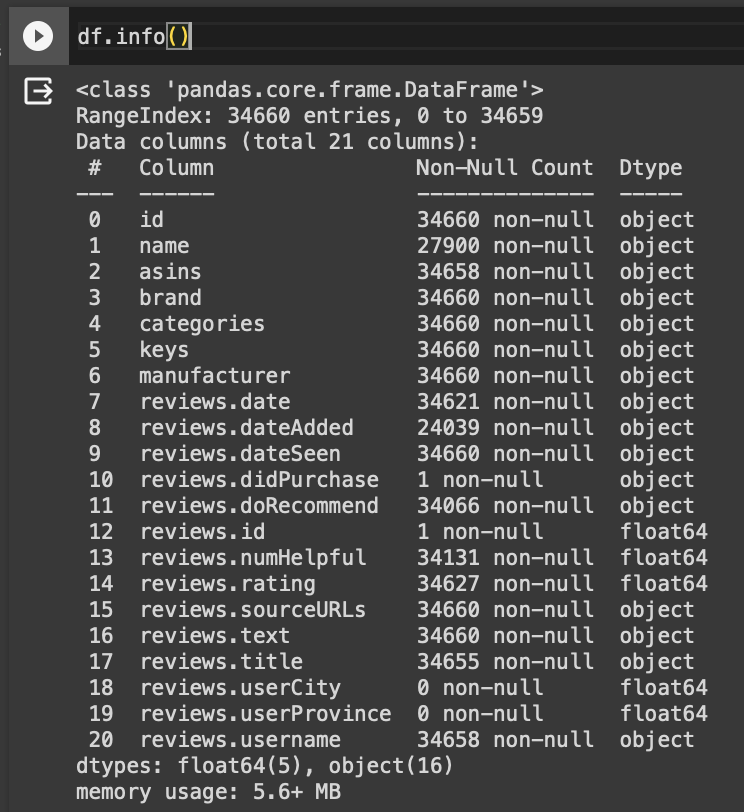 df.info()
<class 'pandas.core.frame.DataFrame'>
RangeIndex: 34660 entries, 0 to 34659
Data columns (total 21 columns):
 #   Column                Non-Null Count  Dtype
---  ------                --------------  -----
 0   id                    34660 non-null  object
 1   name                  27900 non-null  object
 2   asins                 34658 non-null  object
 3   brand                 34660 non-null  object
 4   categories            34660 non-null  object
 5   keys                  34660 non-null  object
 6   manufacturer          34660 non-null  object
 7   reviews.date          34621 non-null  object
 8   reviews.dateAdded     24039 non-null  object
 9   reviews.dateSeen      34660 non-null  object
 10  reviews.didPurchase   1 non-null      object
 11  reviews.doRecommend   34066 non-null  object
 12  reviews.id            1 non-null      float64
 13  reviews.numHelpful    34131 non-null  float64
 14  reviews.rating        34627 non-null  float64
 15  reviews.sourceURLs    34660 non-null  object
 16  reviews.text          34660 non-null  object
 17  reviews.title         34655 non-null  object
 18  reviews.userCity      0 non-null      float64
 19  reviews.userProvince  0 non-null      float64
 20  reviews.username      34658 non-null  object
dtypes: float64(5), object(16)
memory usage: 5.6+ MB